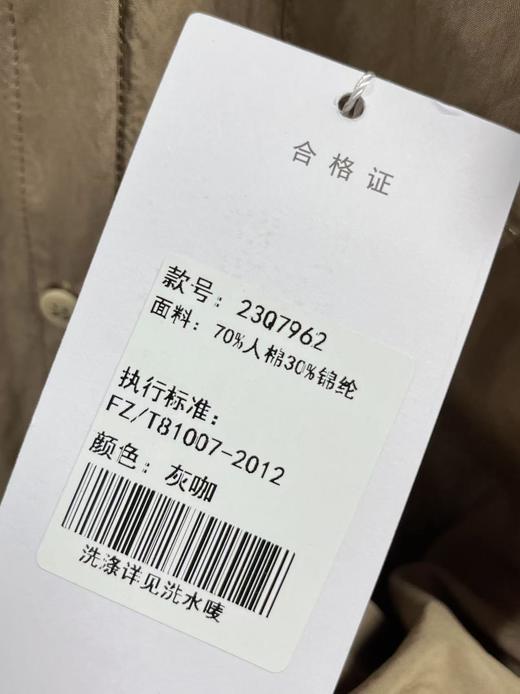 合格证
款号：23Q7962
面料：70%人棉30%锦纶
执行标准：
FZ/T81007-2012
颜色：灰咖
洗涤详见洗水唛